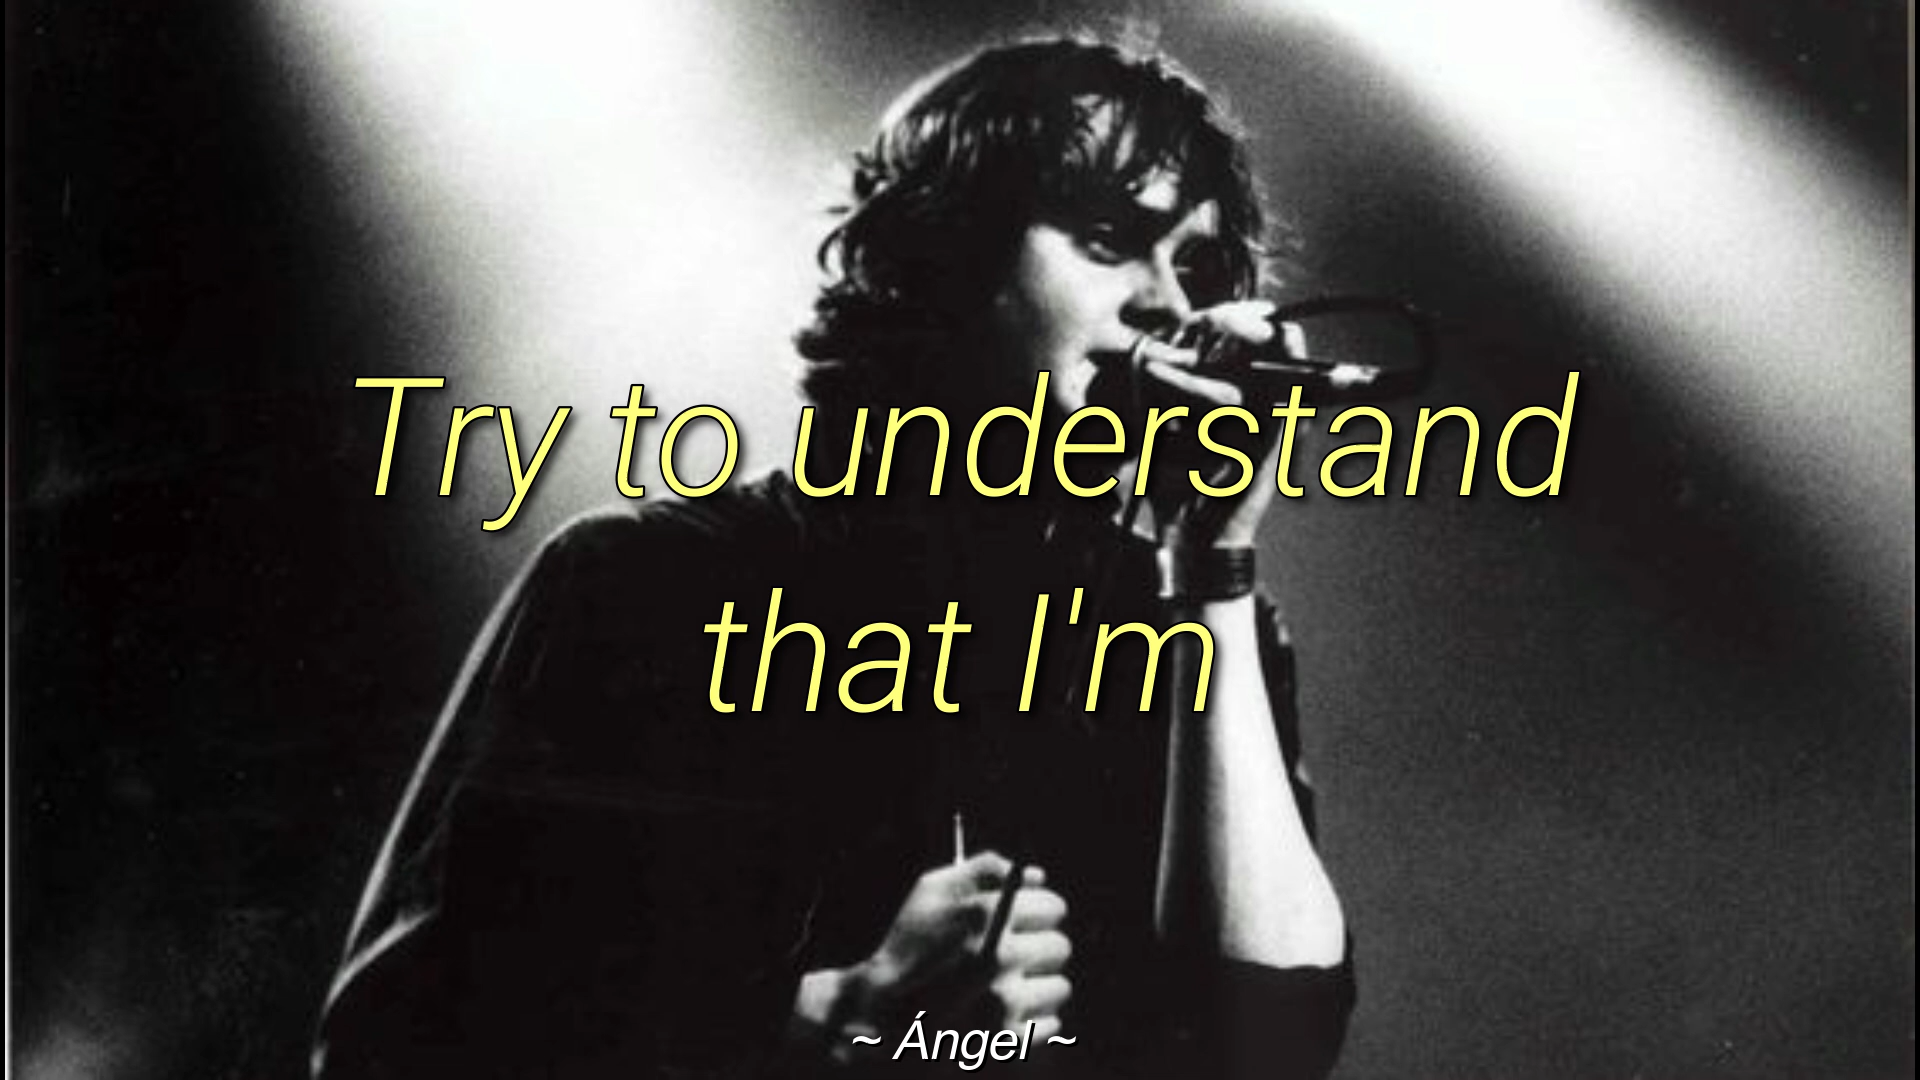 Try to understand
that I'm
~ Ángel ~